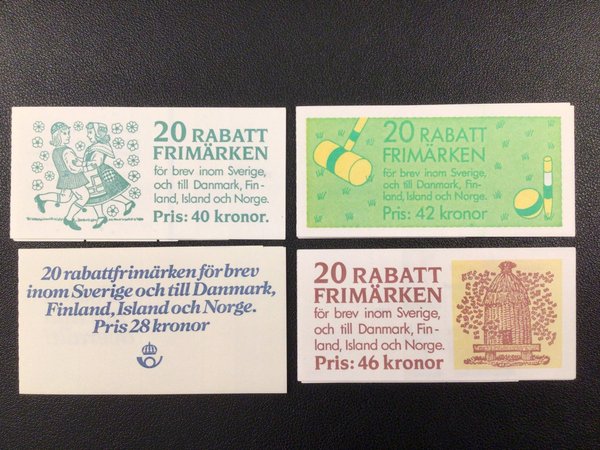 20 RABATT
FRIMÄRKEN
för brev inom Sverige,
och till Danmark, Fin-
land, Island och Norge.
Pris: 40 kronor.
20 RABATT
FRIMÄRKEN
för brev inom Sverige,
och till Danmark, Fin-
land, Island och Norge.
Pris: 42 kronor
20 rabattfrimärken för brev
inom Sverige och till Danmark,
Finland, Island och Norge.
Pris 28 kronor
20 RABATT
FRIMÄRKEN
för brev inom Sverige,
och till Danmark, Fin-
land, Island och Norge.
Pris: 46 kronor